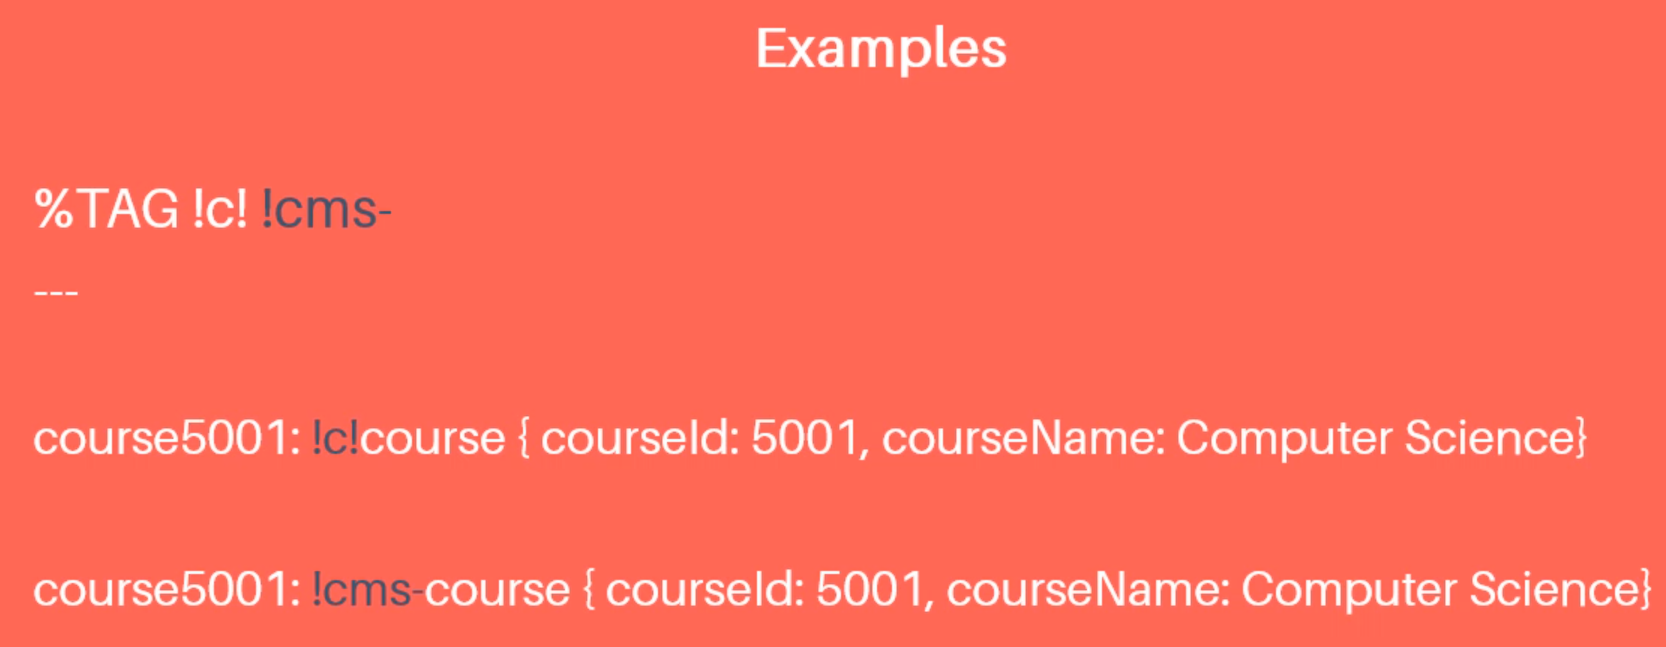 Examples
%TAG !c! !cms-
---
course5001: !c!course { courseId: 5001, courseName: Computer Science}
course5001: !cms-course { courseId: 5001, courseName: Computer Science}